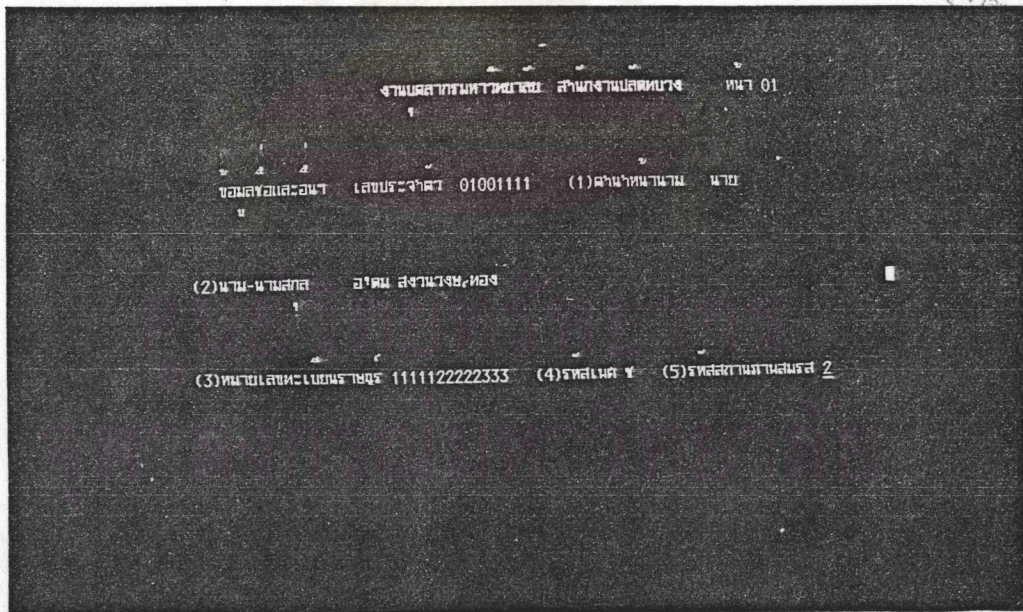 งานบุคลากรมหาวิทยาลัย สำนักงานปลัดทบวง หน้า 01
ข้อมูลชื่อและอื่นๆ เลขประจำตัว 01001111 (1)คำนำหน้านาม นาย
(2)นาม-นามสกุล สงวนวงษ์ทอง
(3)หมายเลขทะเบียนราษฎร์ 1111122222333 (4)รหัสเพศ ช (5)รหัสสถานภาพสมรส 2